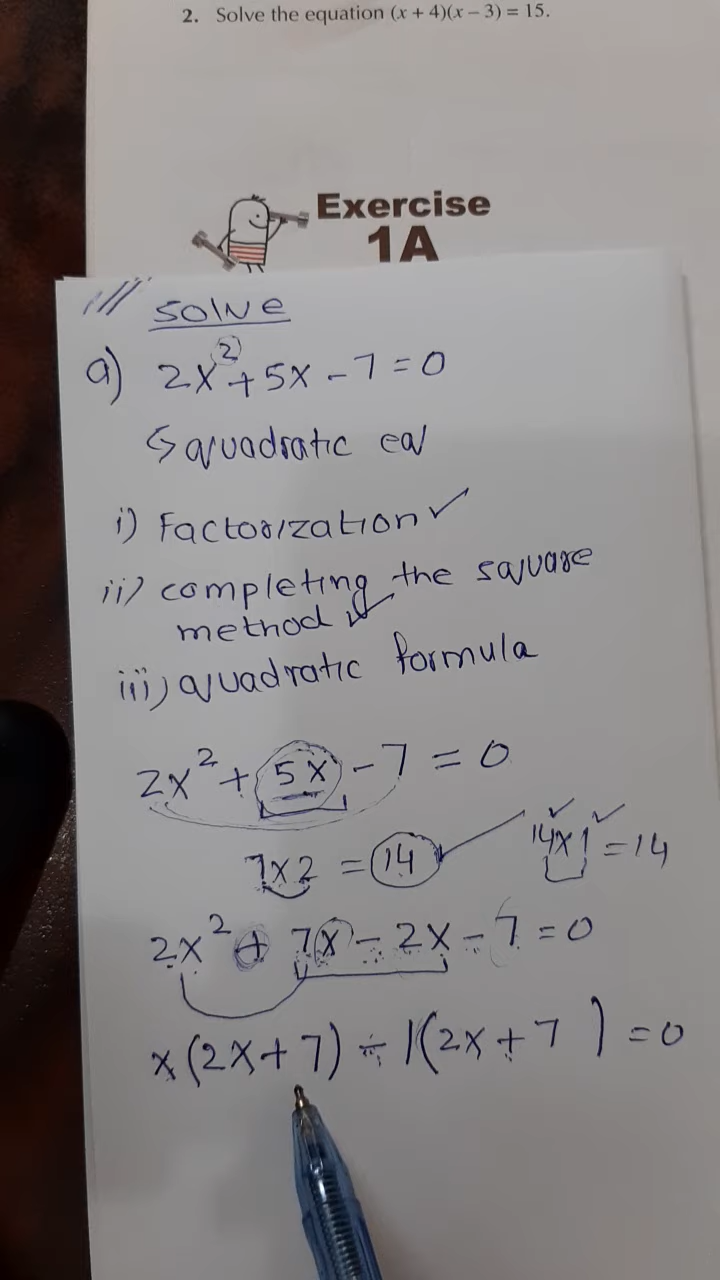 2. Solve the equation (x + 4)(x − 3) = 15.
Exercise
1A
SOLVE
a) 2x² + 5x − 7 = 0
↳ quadratic eq
i) Factorization ✓
ii) completing the square
method ✓
iii) quadratic formula
2x² + 5x − 7 = 0
7x2 = 14 14x1 = 14
2x² + 7x − 2x − 7 = 0
x(2x + 7) − 1(2x + 7) = 0